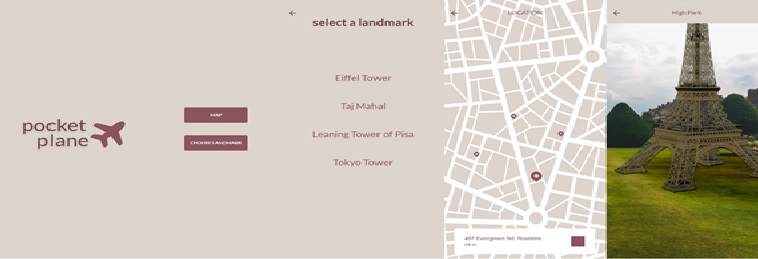 pocket
plane
MAP
CHOOSE LANDMARK
select a landmark
Eiffel Tower
Taj Mahal
Leaning Tower of Pisa
Tokyo Tower
LOCATION
457 Evergreen Rd. Roseville
High Park